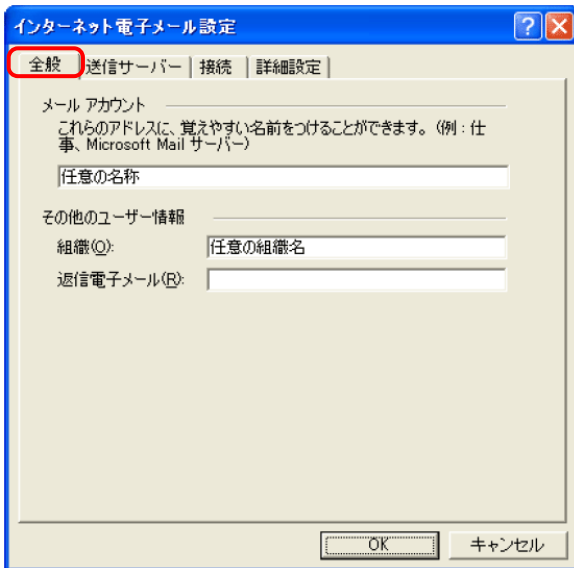 インターネット電子メール設定
全般 送信サーバー 接続 詳細設定
メール アカウント
これらのアドレスに、覚えやすい名前をつけることができます。(例 : 仕
事、Microsoft Mail サーバー)
任意の名称
その他のユーザー情報
組織(O): 任意の組織名
返信電子メール(R):
OK キャンセル